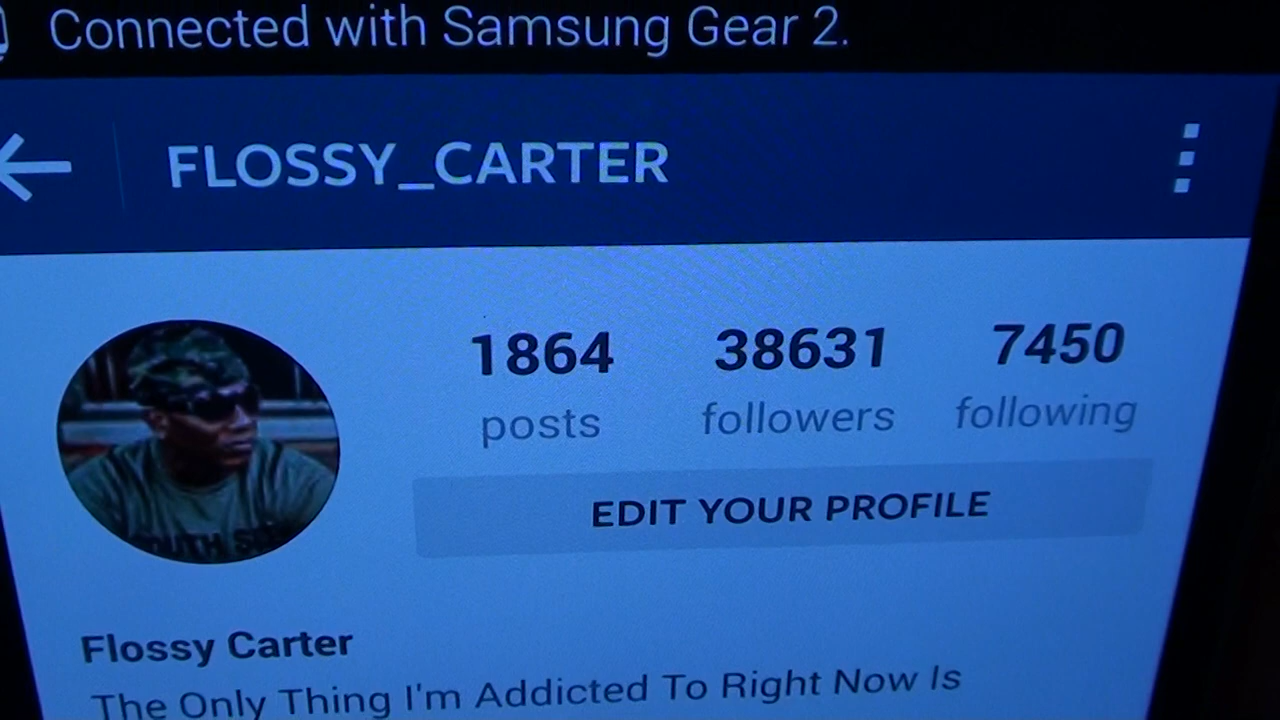 Connected with Samsung Gear 2.
FLOSSY_CARTER
1864 38631 7450
posts followers following
EDIT YOUR PROFILE
Flossy Carter
The Only Thing I'm Addicted To Right Now Is